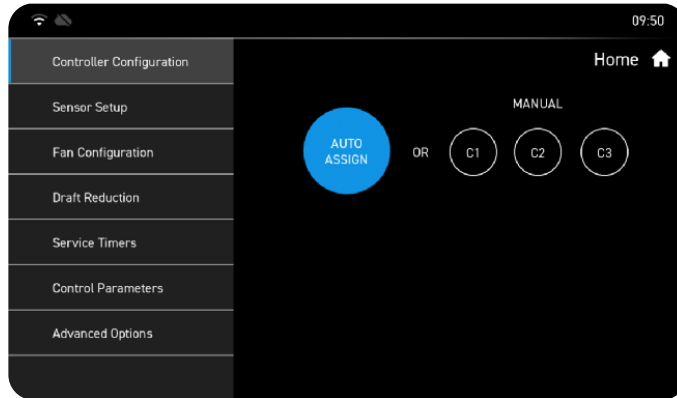 09:50
Controller Configuration
Home
Sensor Setup
MANUAL
Fan Configuration
AUTO
ASSIGN
OR
C1
C2
C3
Draft Reduction
Service Timers
Control Parameters
Advanced Options